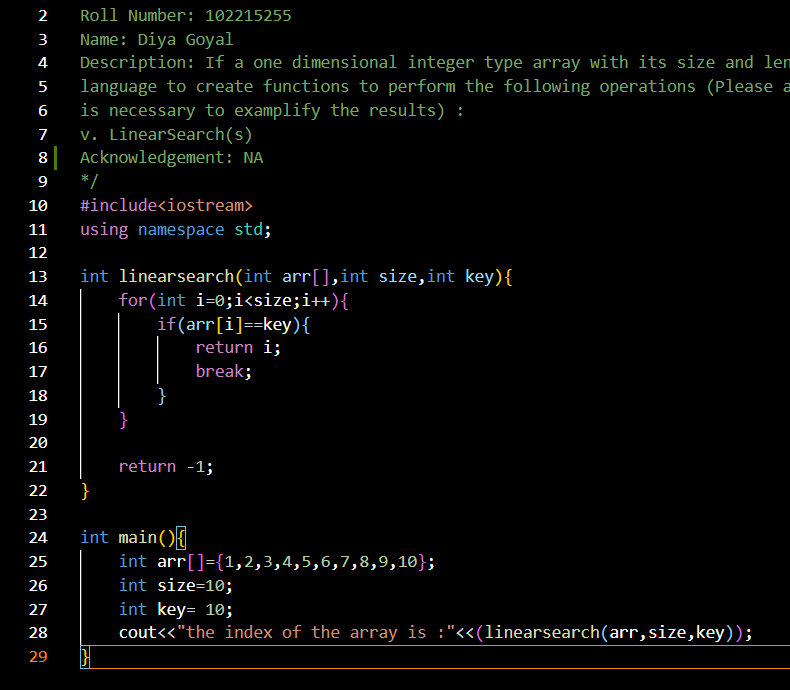 2 Roll Number: 102215255
3 Name: Diya Goyal
4 Description: If a one dimensional integer type array with its size and len
5 language to create functions to perform the following operations (Please a
6 is necessary to examplify the results) :
7 v. LinearSearch(s)
8 Acknowledgement: NA
9 */
10 #include<iostream>
11 using namespace std;
12
13 int linearsearch(int arr[],int size,int key){
14     for(int i=0;i<size;i++){
15         if(arr[i]==key){
16             return i;
17             break;
18         }
19     }
20
21     return -1;
22 }
23
24 int main(){
25     int arr[]={1,2,3,4,5,6,7,8,9,10};
26     int size=10;
27     int key= 10;
28     cout<<"the index of the array is :"<<(linearsearch(arr,size,key));
29 }